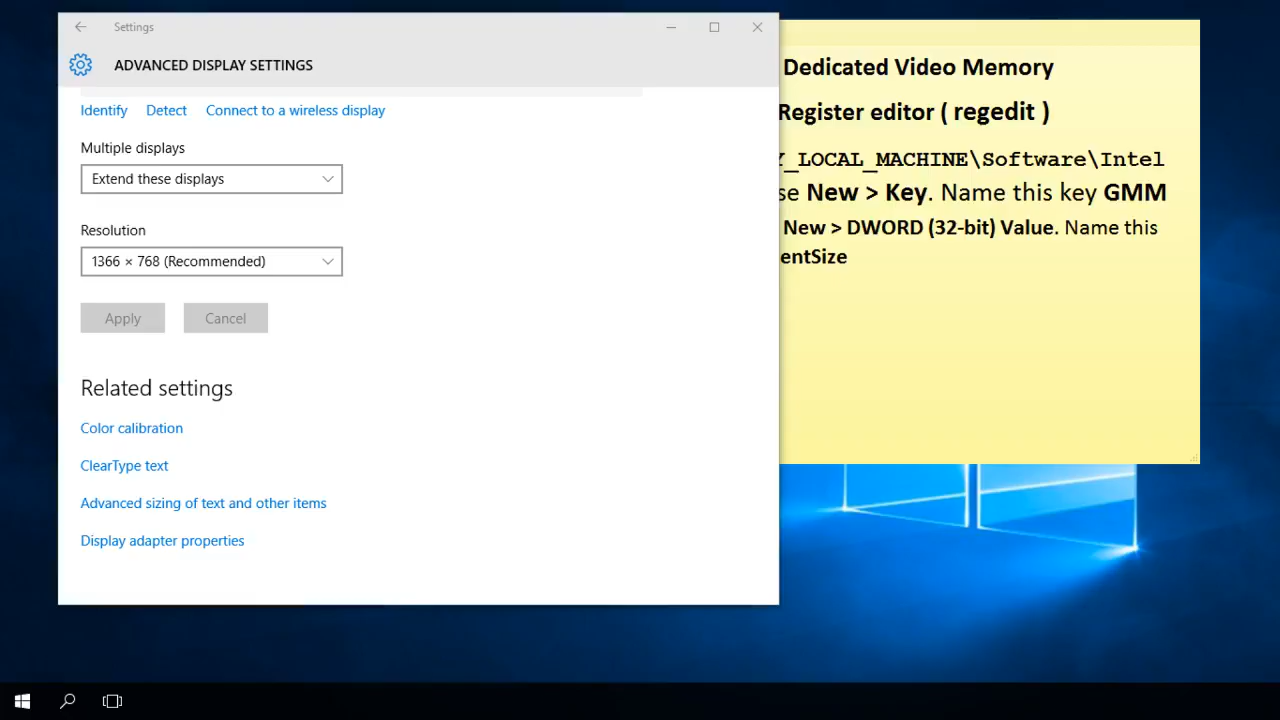 Settings
ADVANCED DISPLAY SETTINGS
Identify Detect Connect to a wireless display
Multiple displays
Extend these displays
Resolution
1366 × 768 (Recommended)
Apply Cancel
Related settings
Color calibration
ClearType text
Advanced sizing of text and other items
Display adapter properties
Dedicated Video Memory
Register editor ( regedit )
_LOCAL_MACHINE\Software\Intel
se New > Key. Name this key GMM
New > DWORD (32-bit) Value. Name this
entSize